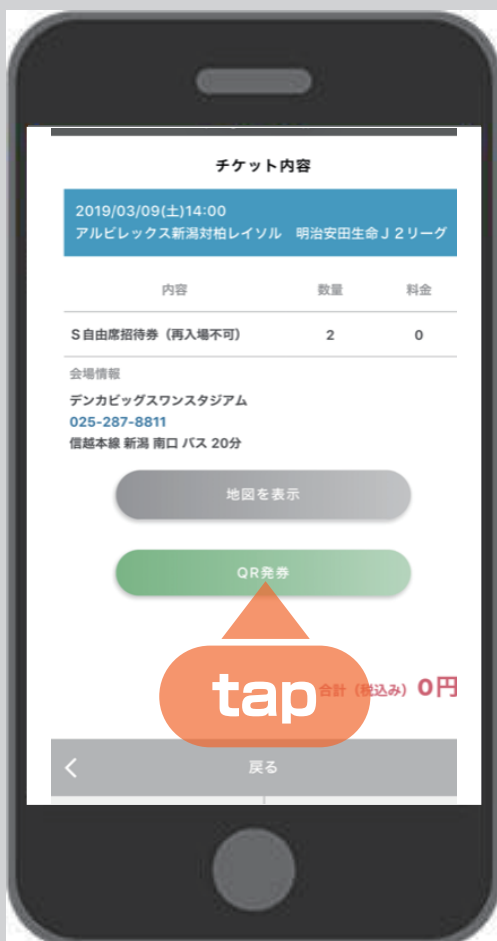 チケット内容
2019/03/09(土)14:00
アルビレックス新潟対柏レイソル 明治安田生命J2リーグ
内容 数量 料金
S自由席招待券（再入場不可） 2 0
会場情報
デンカビッグスワンスタジアム
025-287-8811
信越本線 新潟 南口 バス 20分
地図を表示
QR発券
tap
合計（税込み）0円
戻る